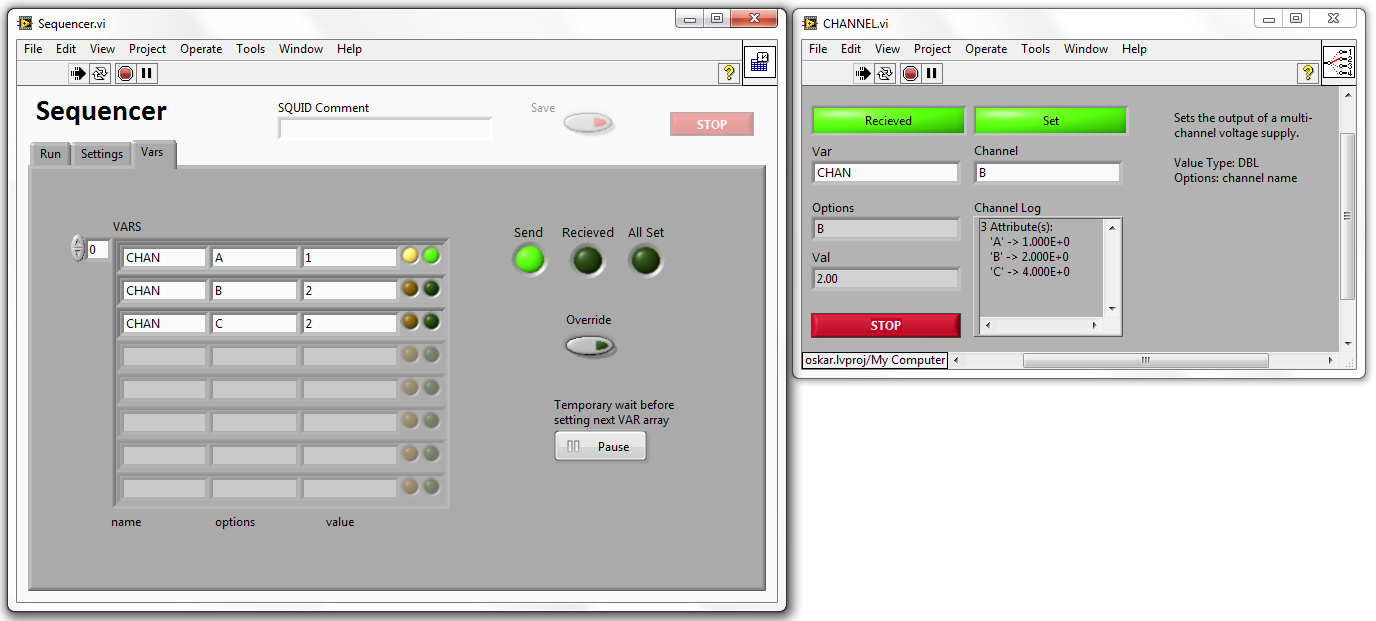 Sequencer.vi
File Edit View Project Operate Tools Window Help
?
Sequencer
SQUID Comment
Save
STOP
Run Settings Vars
VARS
0
CHAN A 1
CHAN B 2
CHAN C 2
name options value
Send Recieved All Set
Override
Temporary wait before
setting next VAR array
Pause
CHANNEL.vi
File Edit View Project Operate Tools Window Help
?
1
2
3
4
Recieved Set
Var Channel
CHAN B
Options Channel Log
B
3 Attribute(s):
'A' -> 1.000E+0
'B' -> 2.000E+0
'C' -> 4.000E+0
Val
2.00
STOP
Sets the output of a multi-
channel voltage supply.
Value Type: DBL
Options: channel name
oskar.lvproj/My Computer